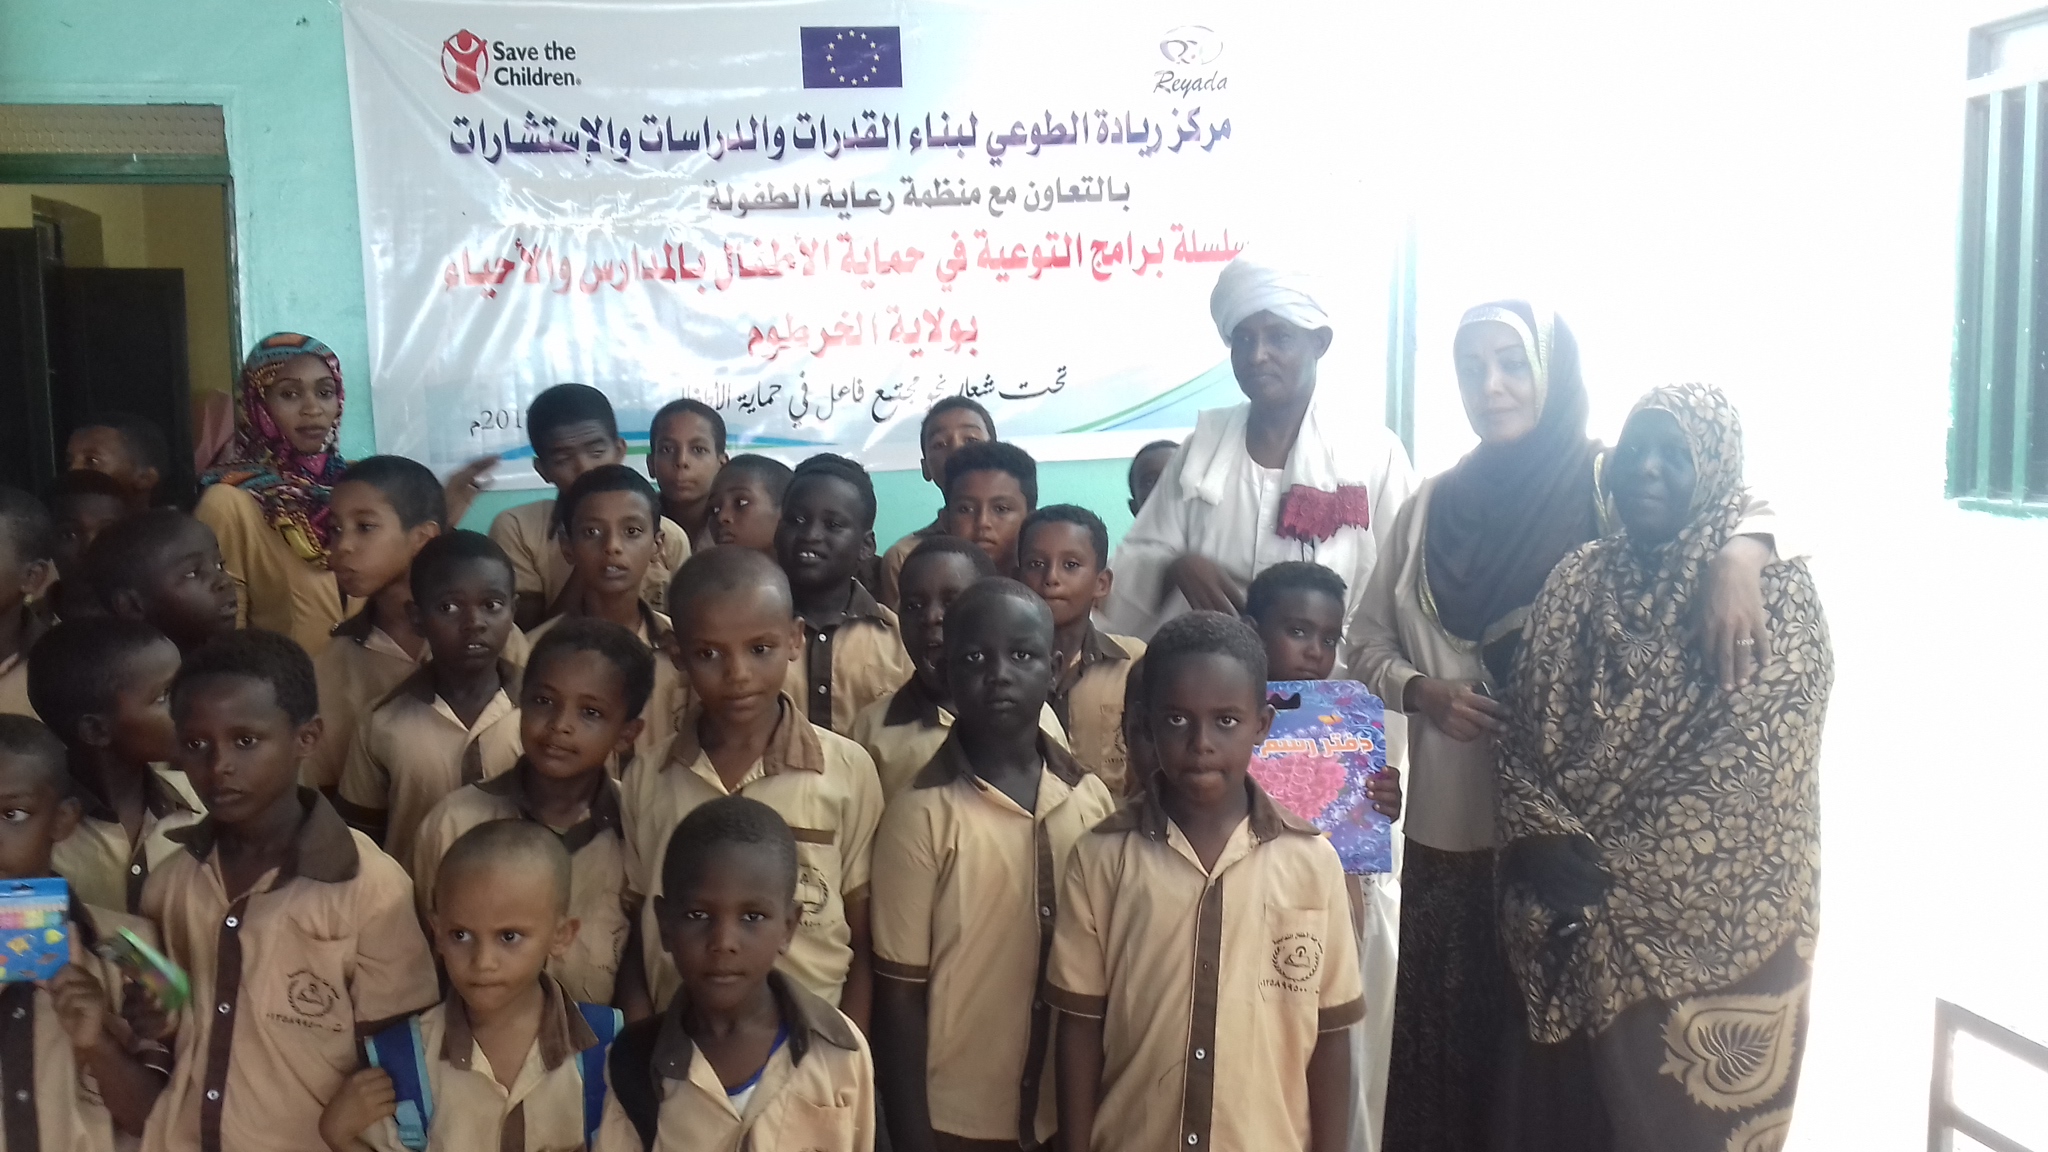 Save the
Children
Reyada
مركز ريادة الطوعي لبناء القدرات والدراسات والإستشارات
بالتعاون مع منظمة رعاية الطفولة
سلسلة برامج التوعية في حماية الأطفال بالمدارس والأحياء
بولاية الخرطوم
تحت شعار نحو مجتمع فاعل في حماية الأطفال
دفتر رسم